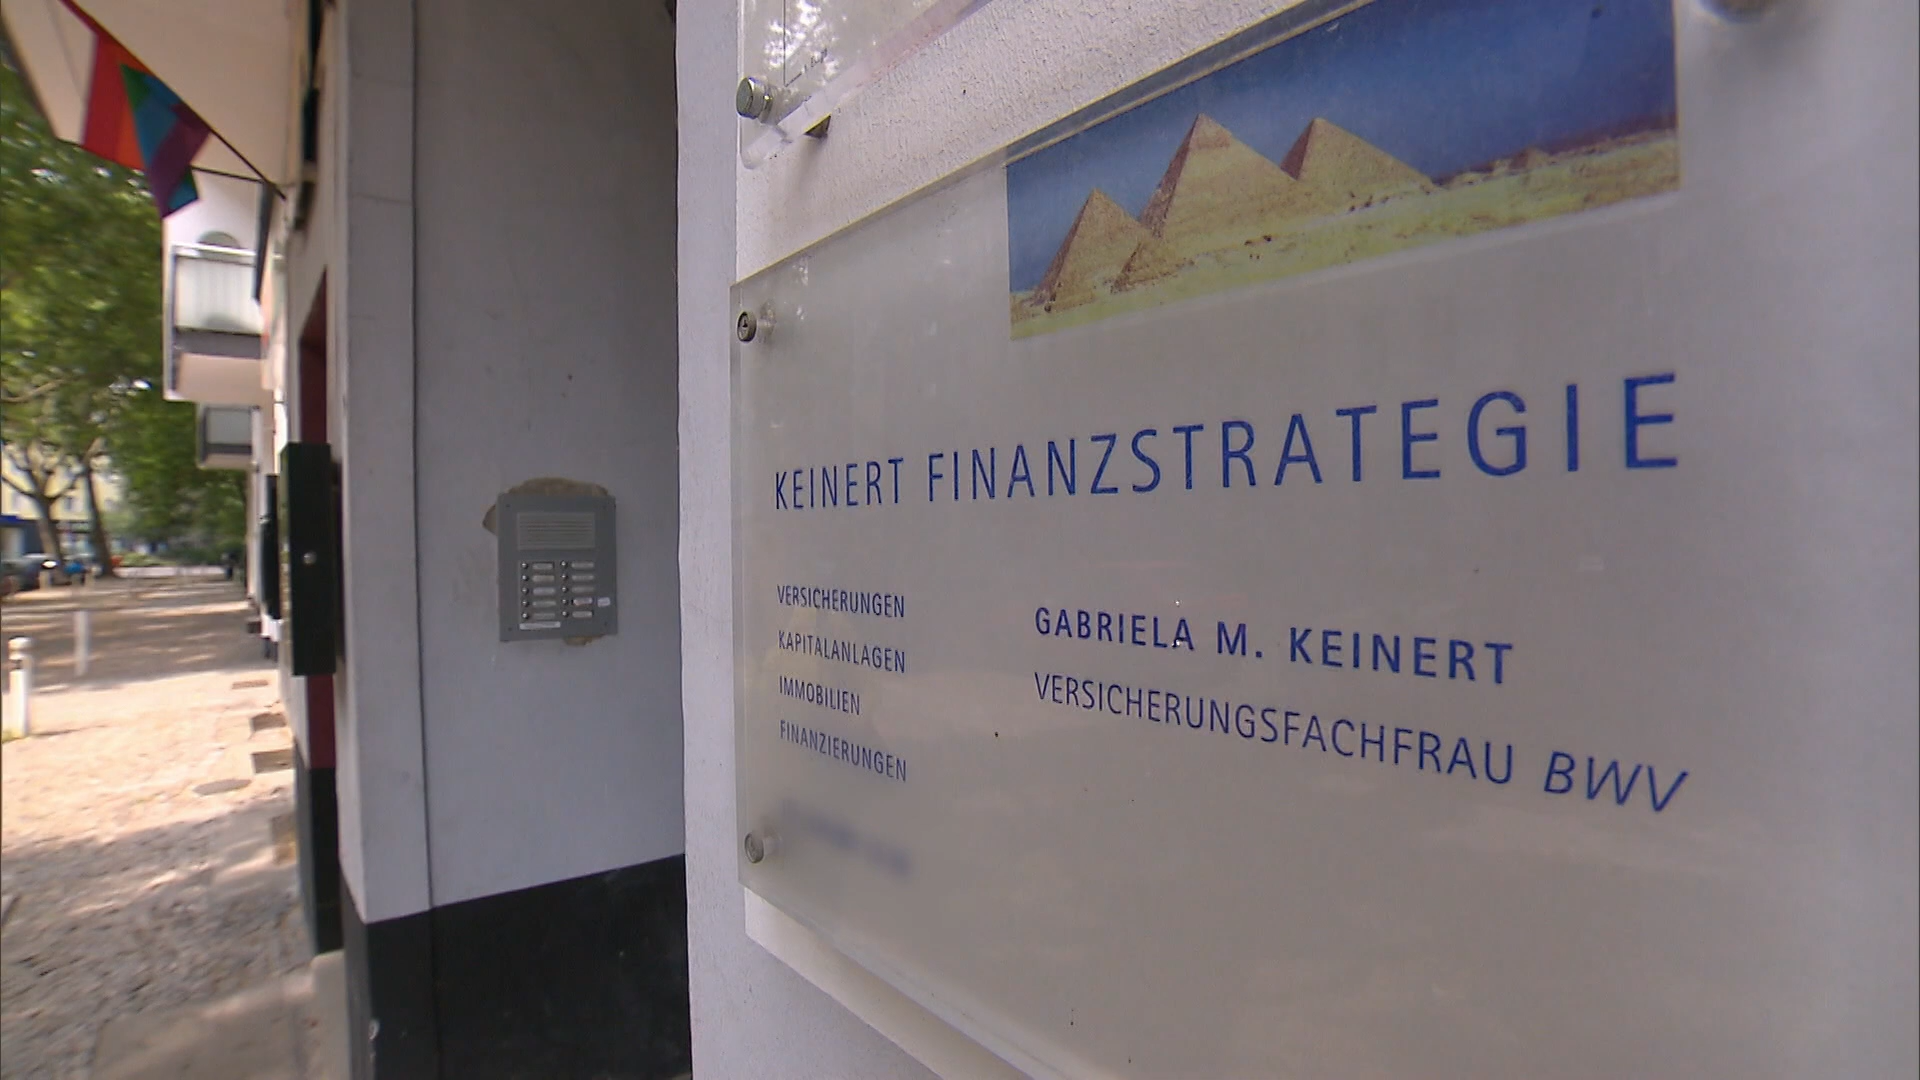 KEINERT FINANZSTRATEGIE
VERSICHERUNGEN
KAPITALANLAGEN
IMMOBILIEN
FINANZIERUNGEN
GABRIELA M. KEINERT
VERSICHERUNGSFACHFRAU BWV